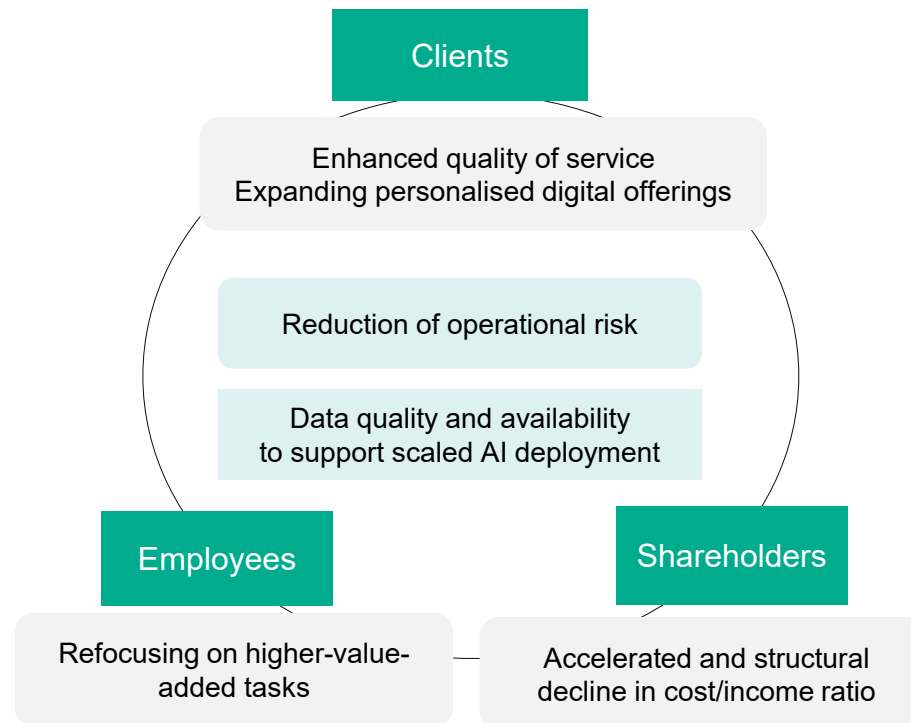 Clients
Enhanced quality of service
Expanding personalised digital offerings
Reduction of operational risk
Data quality and availability
to support scaled AI deployment
Employees
Refocusing on higher-value-
added tasks
Shareholders
Accelerated and structural
decline in cost/income ratio